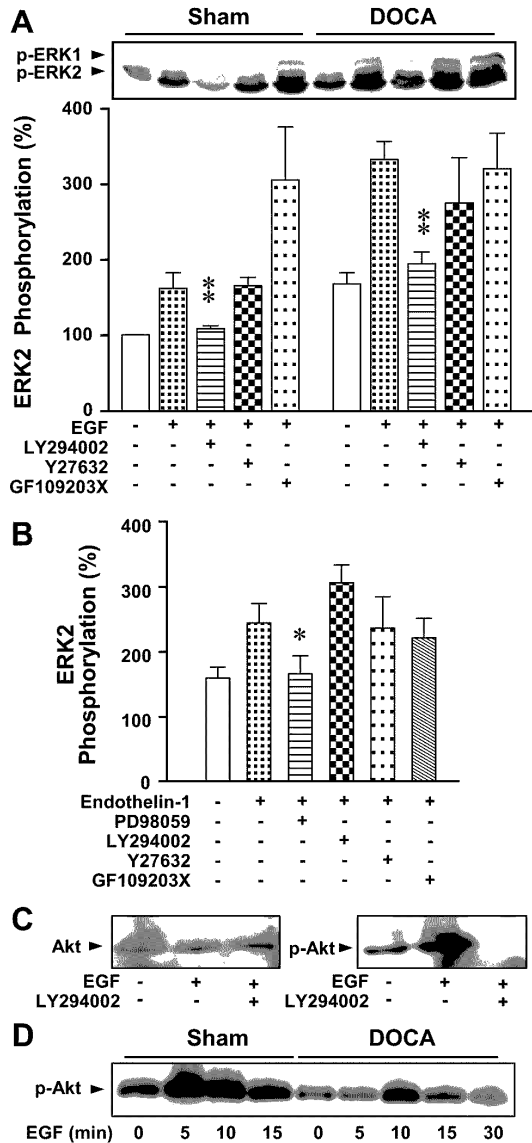 A
Sham DOCA
p-ERK1
p-ERK2
ERK2 Phosphorylation (%)
400
300
200
100
0
** **
EGF - + + + + - + + + +
LY294002 - - + - - - - + - -
Y27632 - - - + - - - - + -
GF109203X - - - - + - - - - +
B
ERK2
Phosphorylation (%)
400
300
200
100
0
*
Endothelin-1 - + + + + +
PD98059 - - + - - -
LY294002 - - - + - -
Y27632 - - - - + -
GF109203X - - - - - +
C
Akt p-Akt
EGF - + + EGF - + +
LY294002 - - + LY294002 - - +
D
Sham DOCA
p-Akt
EGF (min) 0 5 10 15 0 5 10 15 30